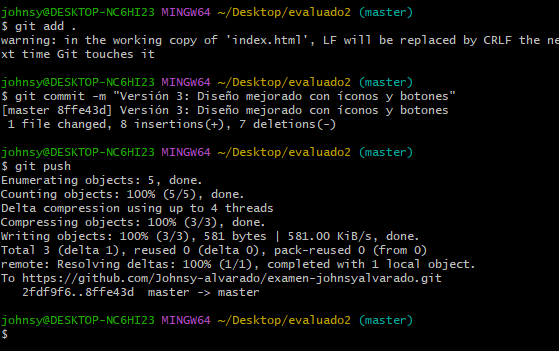 johnsy@DESKTOP-NC6HI23 MINGW64 ~/Desktop/evaluado2 (master)
$ git add .
warning: in the working copy of 'index.html', LF will be replaced by CRLF the ne
xt time Git touches it
johnsy@DESKTOP-NC6HI23 MINGW64 ~/Desktop/evaluado2 (master)
$ git commit -m "Versión 3: Diseño mejorado con íconos y botones"
[master 8ffe43d] Versión 3: Diseño mejorado con íconos y botones
 1 file changed, 8 insertions(+), 7 deletions(-)
johnsy@DESKTOP-NC6HI23 MINGW64 ~/Desktop/evaluado2 (master)
$ git push
Enumerating objects: 5, done.
Counting objects: 100% (5/5), done.
Delta compression using up to 4 threads
Compressing objects: 100% (3/3), done.
Writing objects: 100% (3/3), 581 bytes | 581.00 KiB/s, done.
Total 3 (delta 1), reused 0 (delta 0), pack-reused 0 (from 0)
remote: Resolving deltas: 100% (1/1), completed with 1 local object.
To https://github.com/Johnsy-alvarado/examen-johnsyalvarado.git
   2fdf9f6..8ffe43d  master -> master
johnsy@DESKTOP-NC6HI23 MINGW64 ~/Desktop/evaluado2 (master)
$